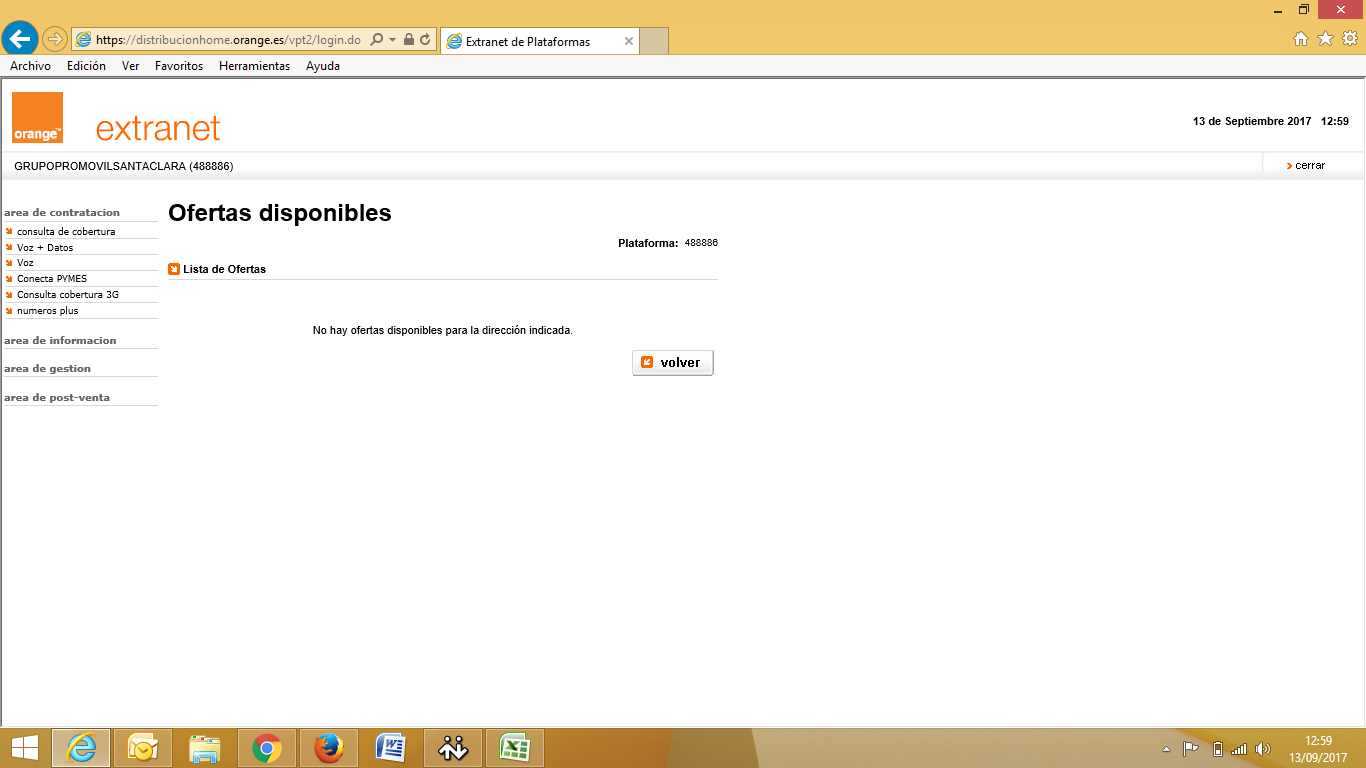 https://distribucionhome.orange.es/vpt2/login.do
Extranet de Plataformas
Archivo Edición Ver Favoritos Herramientas Ayuda
orange™
extranet
13 de Septiembre 2017 12:59
GRUPOPROMOVILSANTACLARA (488886)
cerrar
area de contratacion
consulta de cobertura
Voz + Datos
Voz
Conecta PYMES
Consulta cobertura 3G
numeros plus
area de informacion
area de gestion
area de post-venta
Ofertas disponibles
Plataforma: 488886
Lista de Ofertas
No hay ofertas disponibles para la dirección indicada.
volver
12:59
13/09/2017